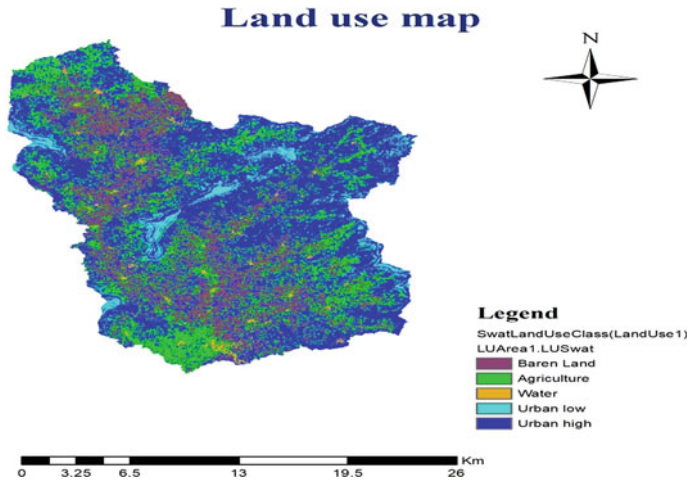 Land use map
N
Legend
SwatLandUseClass(LandUse1)
LUArea1.LUSwat
Baren Land
Agriculture
Water
Urban low
Urban high
Km
0 3.25 6.5 13 19.5 26